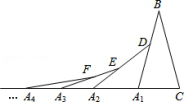 B
D
E
F
... A₄ A₃ A₂ A₁ C